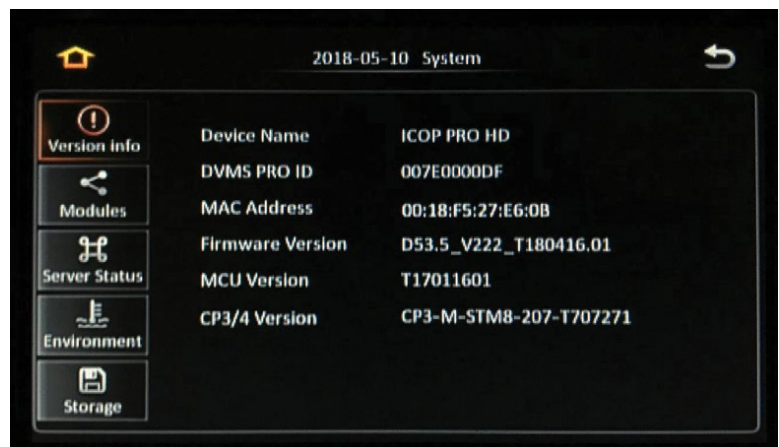 2018-05-10 System
Version info
Device Name ICOP PRO HD
DVMS PRO ID 007E0000DF
Modules
MAC Address 00:18:F5:27:E6:0B
Firmware Version D53.5_V222_T180416.01
Server Status
MCU Version T17011601
CP3/4 Version CP3-M-STM8-207-T707271
Environment
Storage